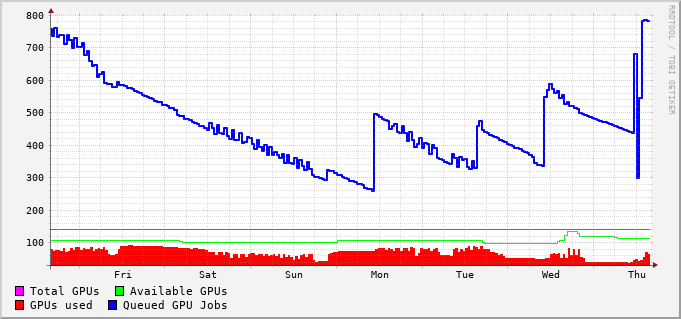 800
700
600
500
400
300
200
100
Fri Sat Sun Mon Tue Wed Thu
Total GPUs Available GPUs
GPUs used Queued GPU Jobs
RRDTOOL / TOBI OETIKER